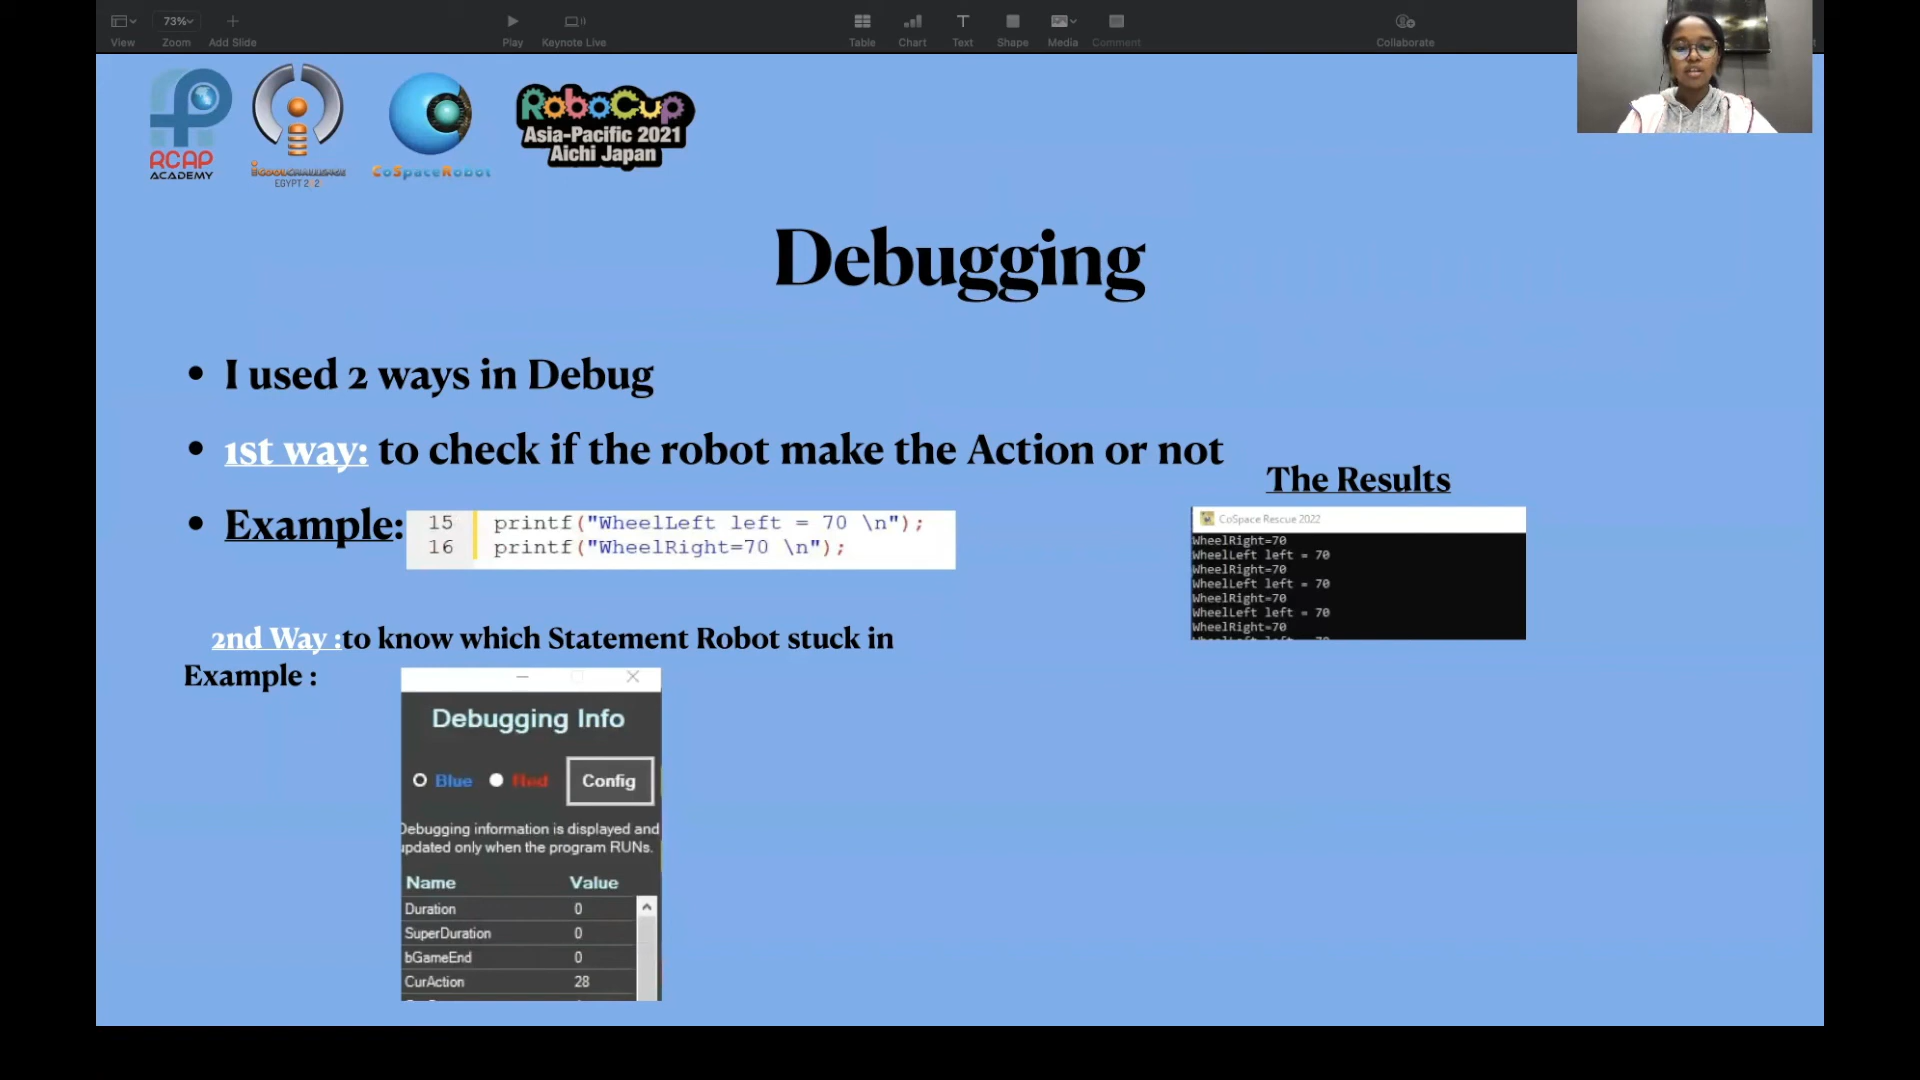 73%
View
Zoom
Add Slide
Play
Keynote Live
Table
Chart
Text
Shape
Media
Comment
Collaborate
RCAP
ACADEMY
iCOOLCHALLENGE
EGYPT
CoSpaceRobot
RoboCup
Asia-Pacific 2021
Aichi Japan
Debugging
• I used 2 ways in Debug
• 1st way: to check if the robot make the Action or not
• Example:
15 printf("WheelLeft left = 70 \n");
16 printf("WheelRight=70 \n");
The Results
CoSpace Rescue 2022
WheelRight=70
WheelLeft left = 70
WheelRight=70
WheelLeft left = 70
WheelRight=70
WheelLeft left = 70
WheelRight=70
2nd Way :to know which Statement Robot stuck in
Example :
Debugging Info
Blue Red Config
Debugging information is displayed and
updated only when the program RUNs.
Name Value
Duration 0
SuperDuration 0
bGameEnd 0
CurAction 28